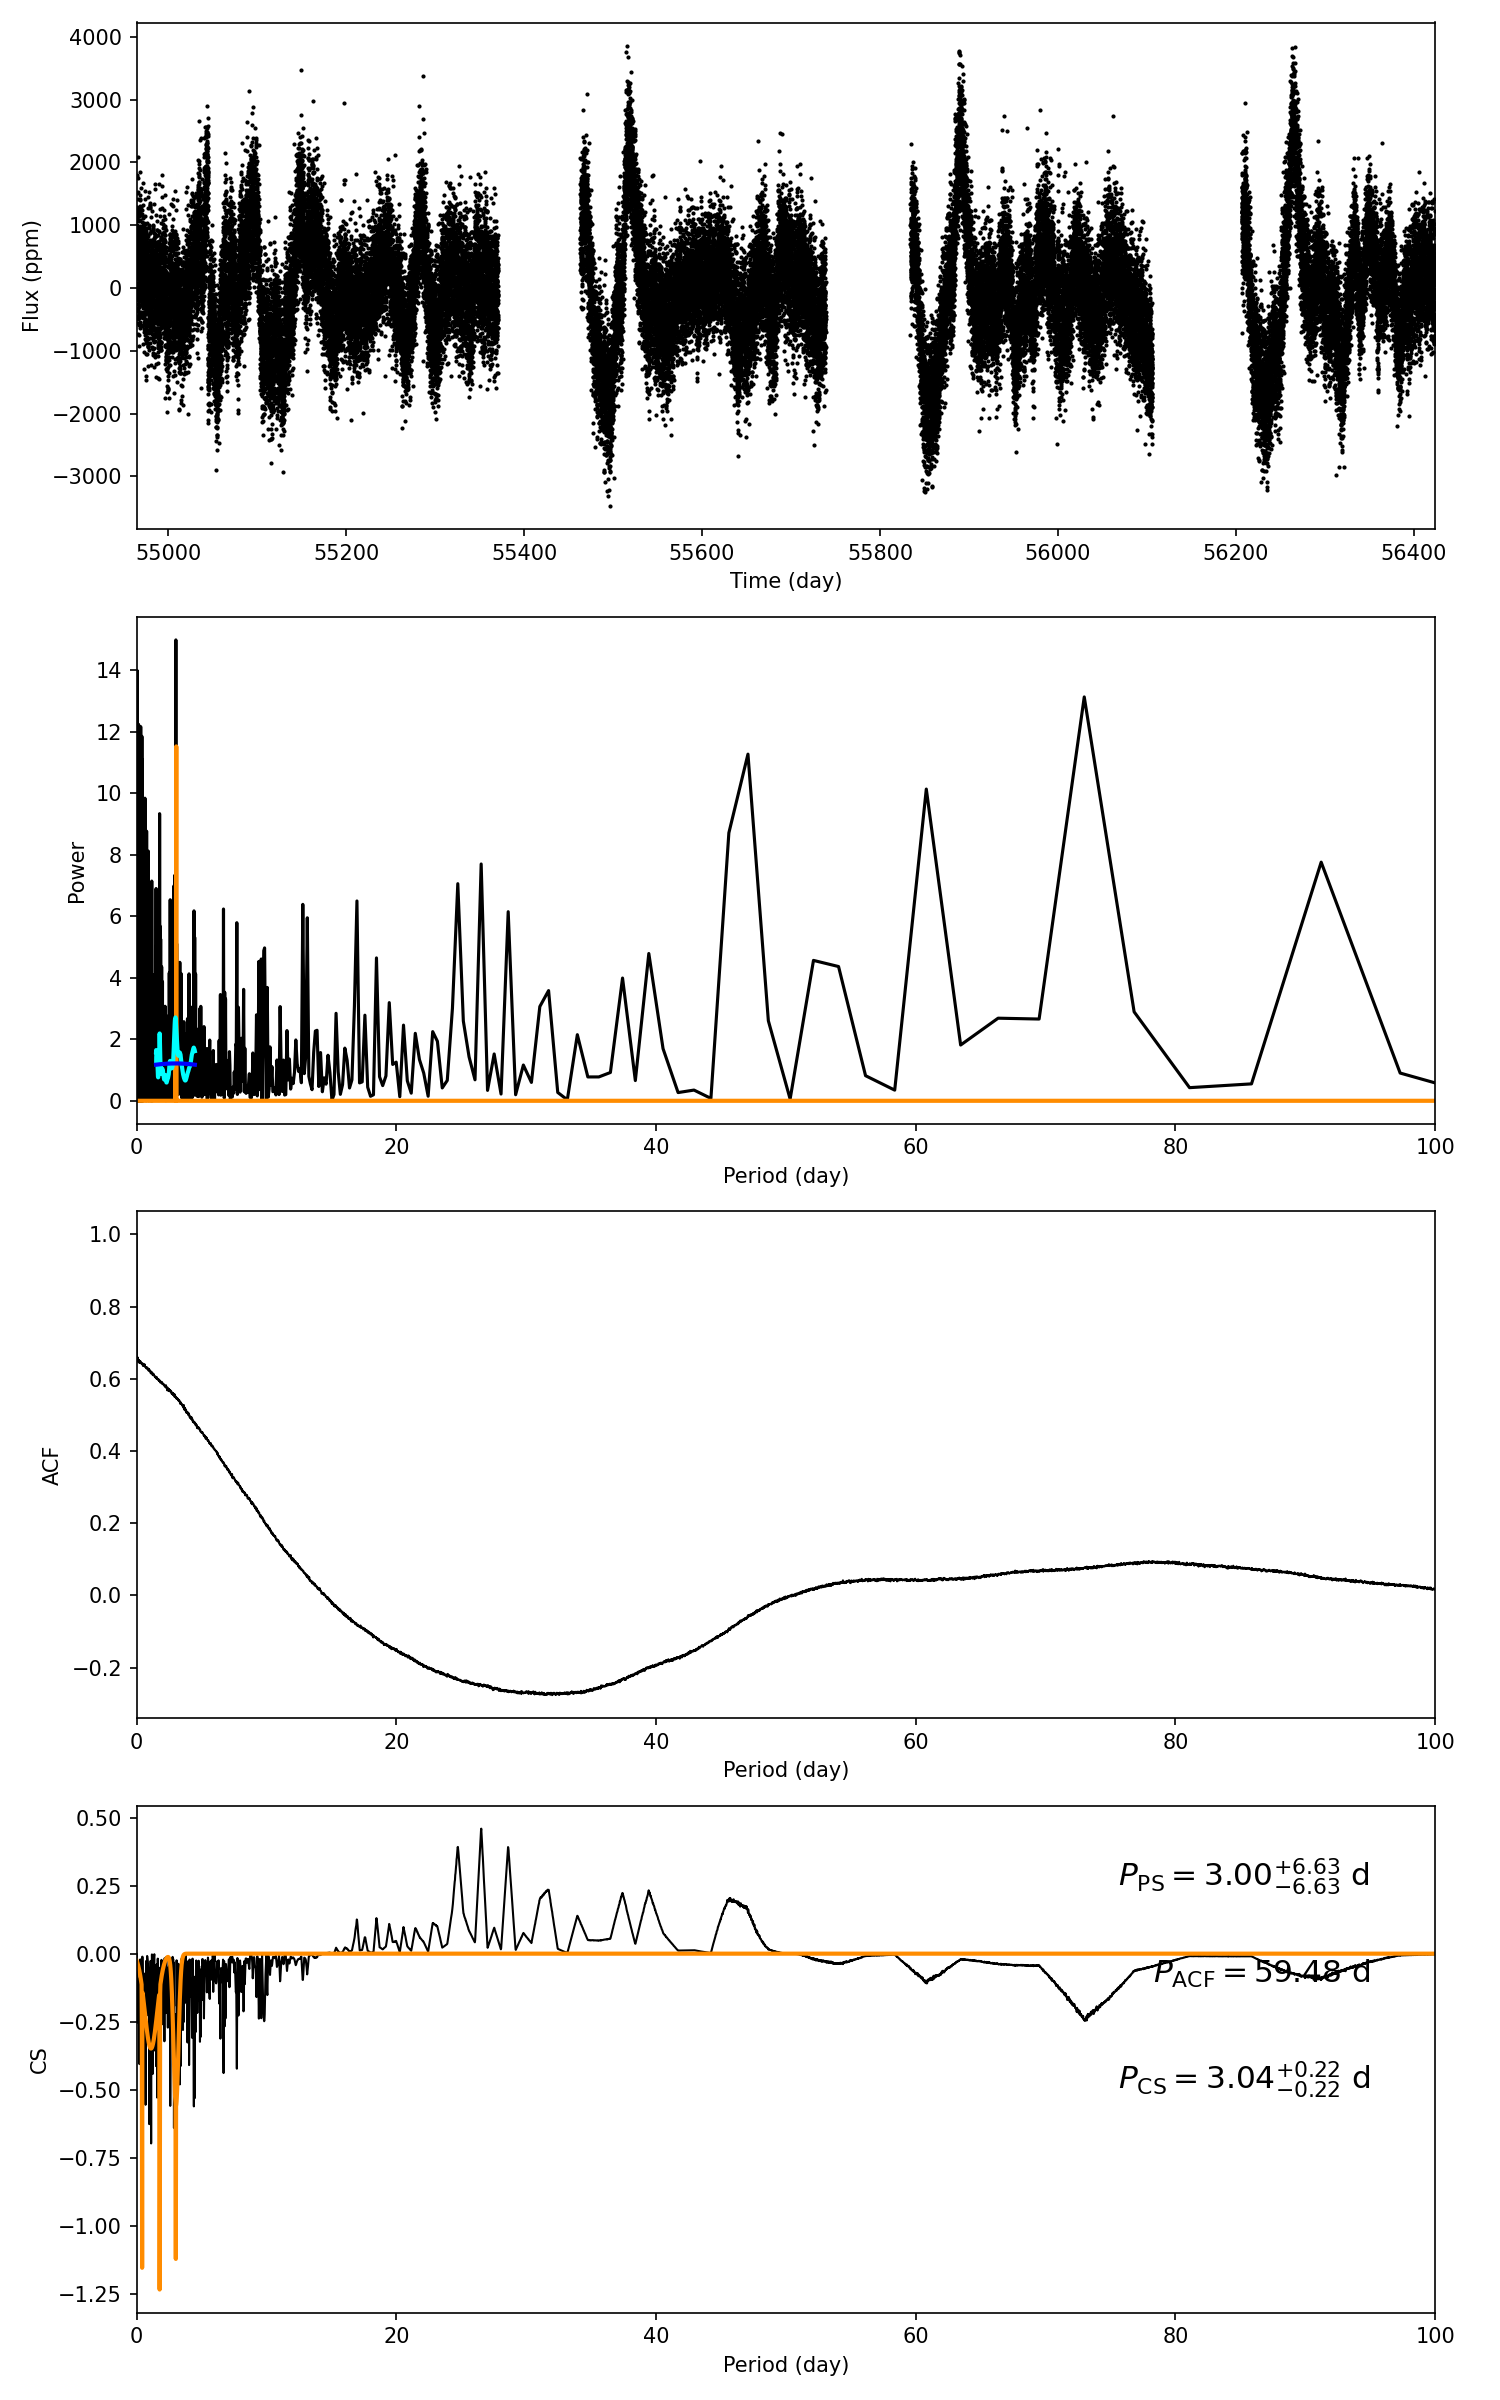 4000
3000
2000
1000
0
−1000
−2000
−3000
Flux (ppm)
55000 55200 55400 55600 55800 56000 56200 56400
Time (day)
14
12
10
8
6
4
2
0
Power
0 20 40 60 80 100
Period (day)
1.0
0.8
0.6
0.4
0.2
0.0
−0.2
ACF
0 20 40 60 80 100
Period (day)
0.50
0.25
0.00
−0.25
−0.50
−0.75
−1.00
−1.25
CS
P_PS = 3.00^{+6.63}_{−6.63} d
P_ACF = 59.48 d
P_CS = 3.04^{+0.22}_{−0.22} d
0 20 40 60 80 100
Period (day)